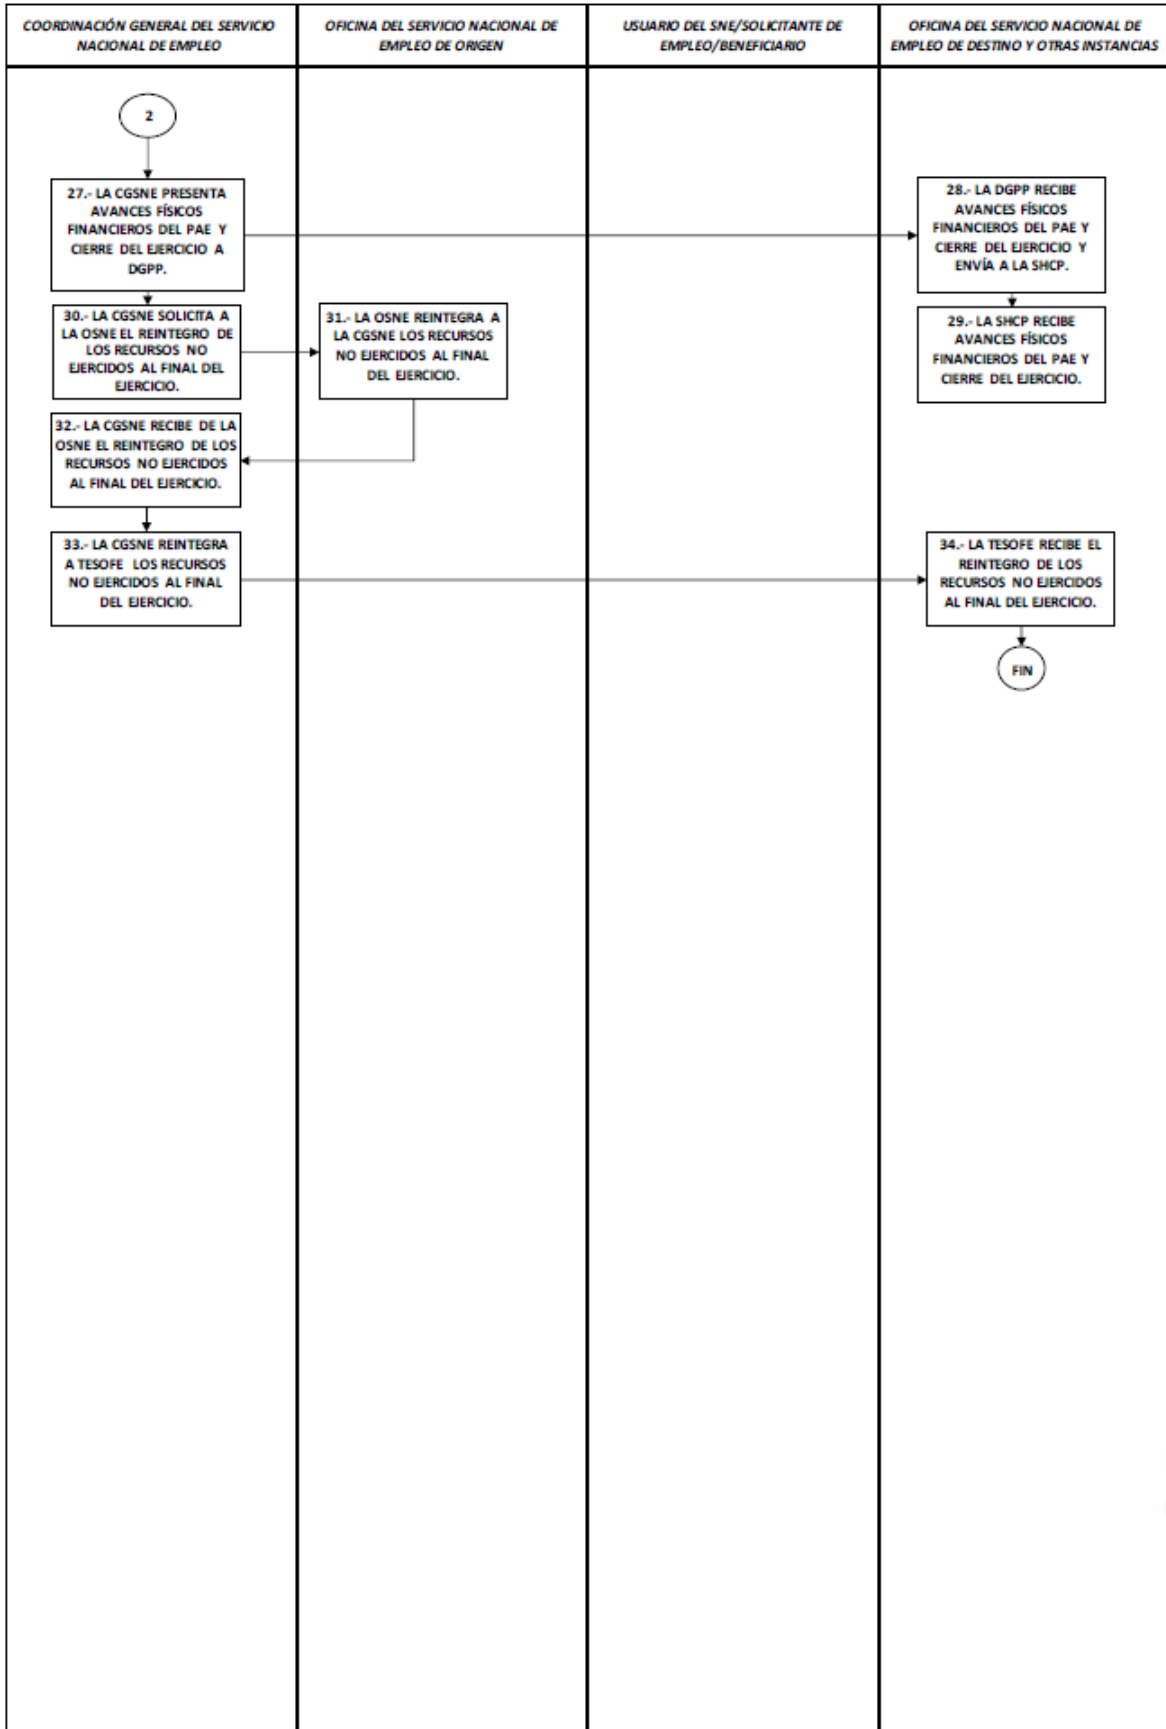 COORDINACIÓN GENERAL DEL SERVICIO
NACIONAL DE EMPLEO
OFICINA DEL SERVICIO NACIONAL DE
EMPLEO DE ORIGEN
USUARIO DEL SNE/SOLICITANTE DE
EMPLEO/BENEFICIARIO
OFICINA DEL SERVICIO NACIONAL DE
EMPLEO DE DESTINO Y OTRAS INSTANCIAS
2
27.- LA CGSNE PRESENTA
AVANCES FÍSICOS
FINANCIEROS DEL PAE Y
CIERRE DEL EJERCICIO A
DGPP.
28.- LA DGPP RECIBE
AVANCES FÍSICOS
FINANCIEROS DEL PAE Y
CIERRE DEL EJERCICIO Y
ENVÍA A LA SHCP.
29.- LA SHCP RECIBE
AVANCES FÍSICOS
FINANCIEROS DEL PAE Y
CIERRE DEL EJERCICIO.
30.- LA CGSNE SOLICITA A
LA OSNE EL REINTEGRO DE
LOS RECURSOS NO
EJERCIDOS AL FINAL DEL
EJERCICIO.
31.- LA OSNE REINTEGRA A
LA CGSNE LOS RECURSOS
NO EJERCIDOS AL FINAL
DEL EJERCICIO.
32.- LA CGSNE RECIBE DE LA
OSNE EL REINTEGRO DE LOS
RECURSOS NO EJERCIDOS
AL FINAL DEL EJERCICIO.
33.- LA CGSNE REINTEGRA
A TESOFE LOS RECURSOS
NO EJERCIDOS AL FINAL
DEL EJERCICIO.
34.- LA TESOFE RECIBE EL
REINTEGRO DE LOS
RECURSOS NO EJERCIDOS
AL FINAL DEL EJERCICIO.
FIN